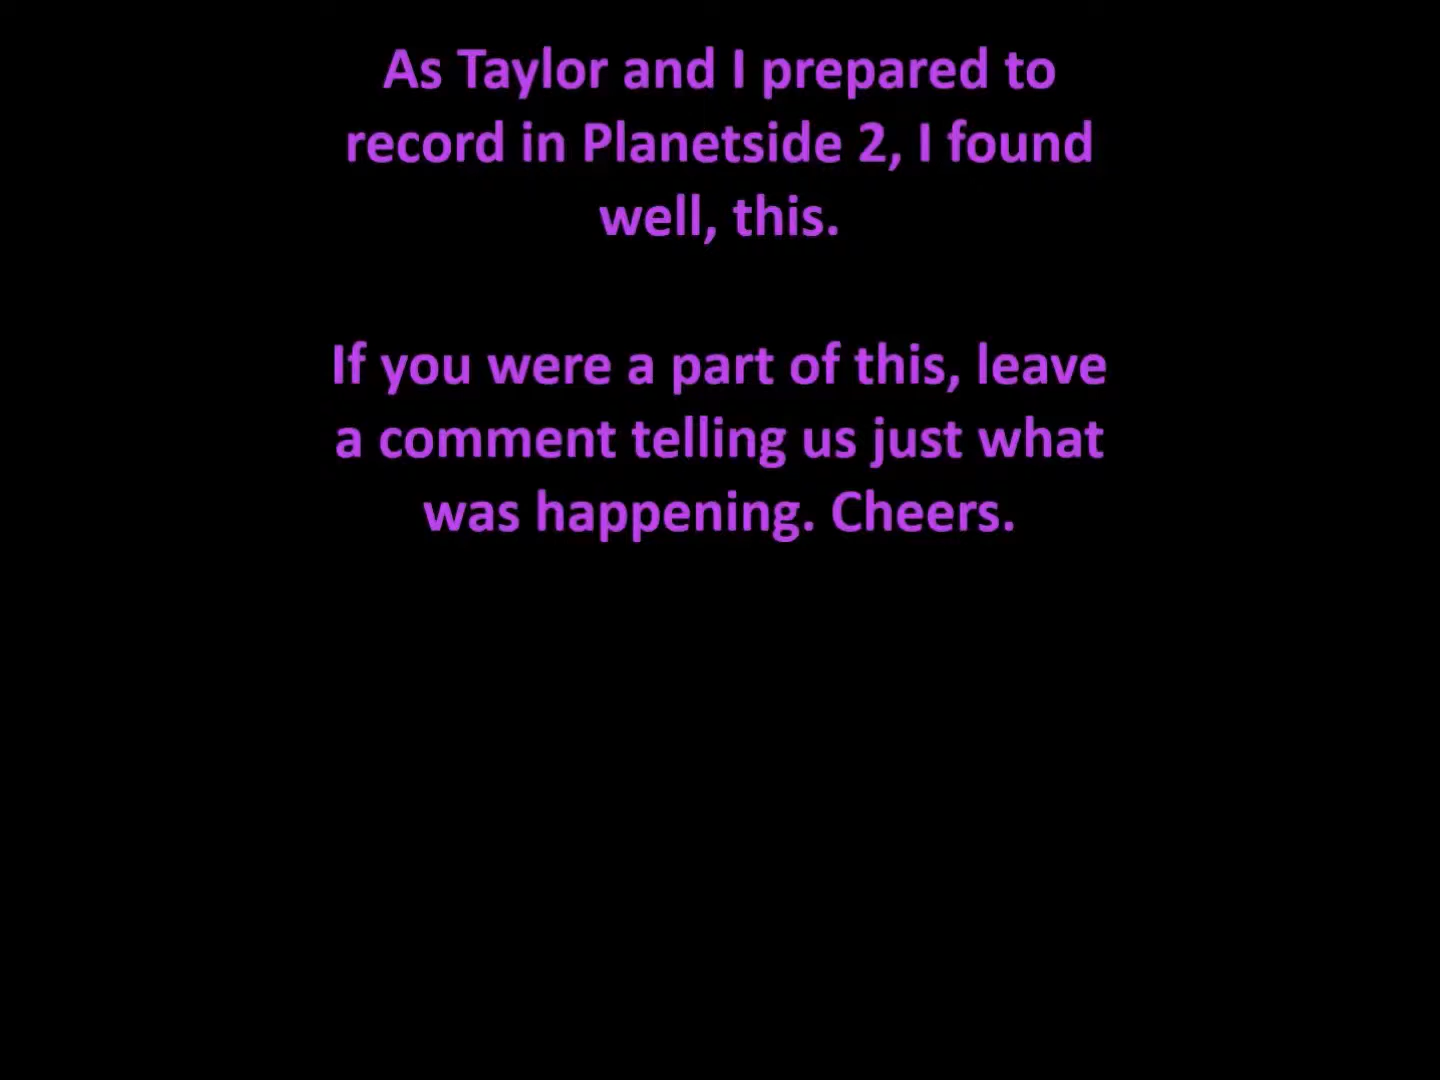 As Taylor and I prepared to
record in Planetside 2, I found
well, this.
If you were a part of this, leave
a comment telling us just what
was happening. Cheers.